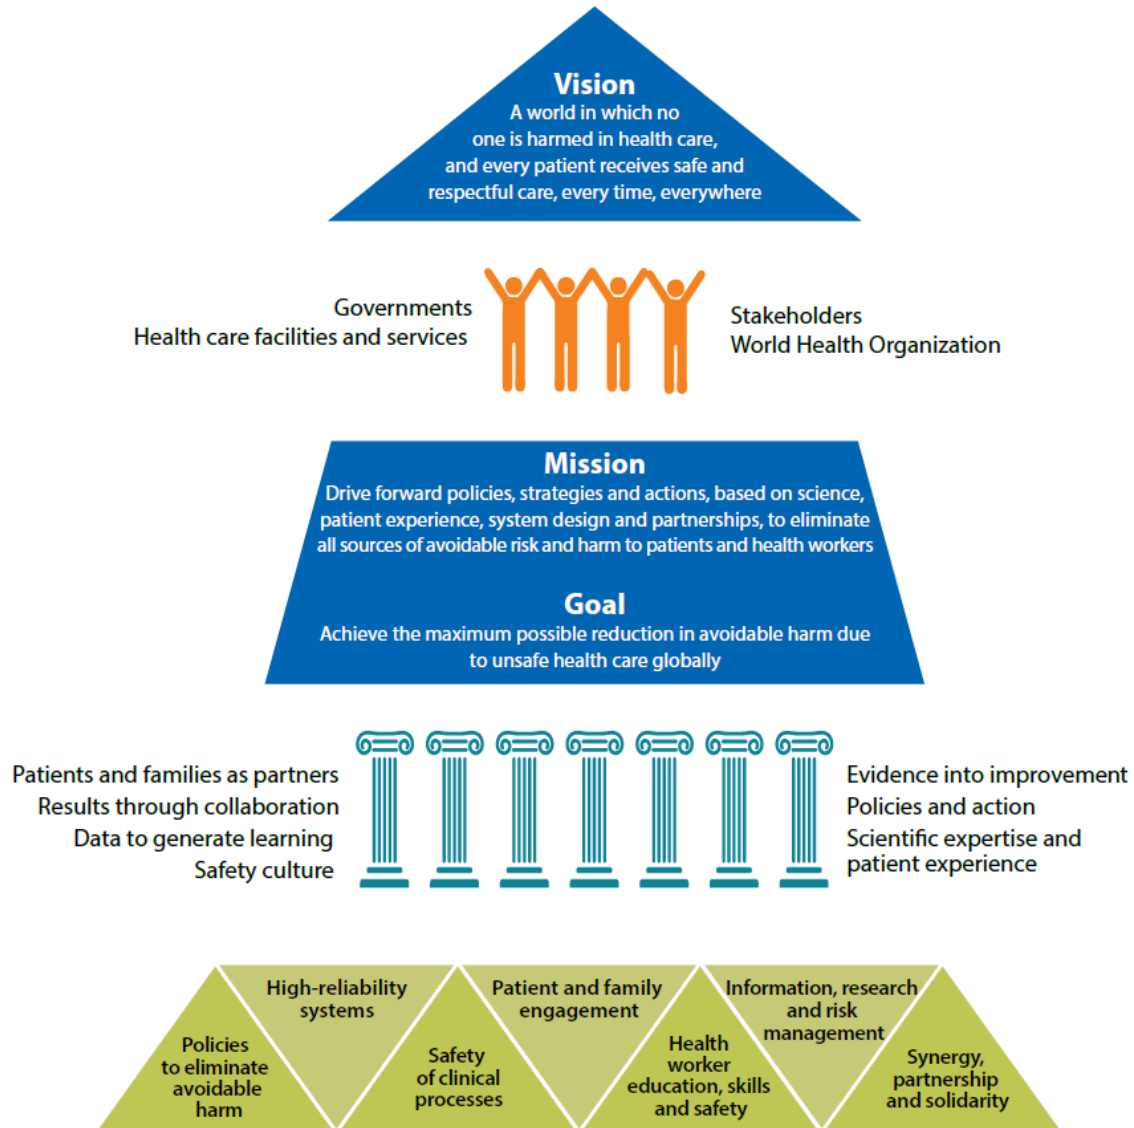 Vision
A world in which no
one is harmed in health care,
and every patient receives safe and
respectful care, every time, everywhere
Governments
Health care facilities and services
Stakeholders
World Health Organization
Mission
Drive forward policies, strategies and actions, based on science,
patient experience, system design and partnerships, to eliminate
all sources of avoidable risk and harm to patients and health workers
Goal
Achieve the maximum possible reduction in avoidable harm due
to unsafe health care globally
Patients and families as partners
Results through collaboration
Data to generate learning
Safety culture
Evidence into improvement
Policies and action
Scientific expertise and
patient experience
Policies
to eliminate
avoidable
harm
High-reliability
systems
Safety
of clinical
processes
Patient and family
engagement
Health
worker
education, skills
and safety
Information, research
and risk
management
Synergy,
partnership
and solidarity